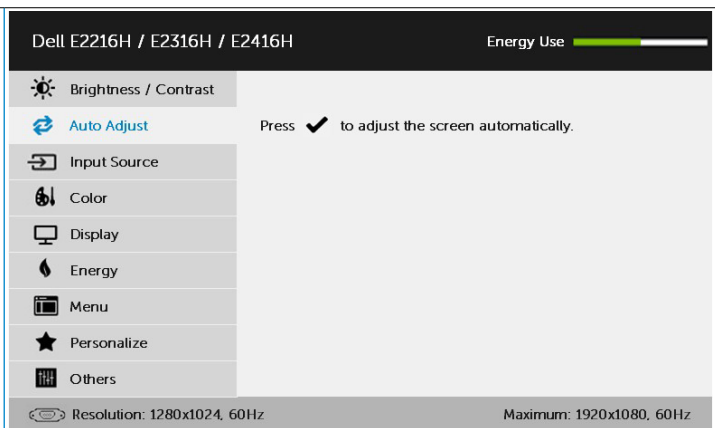 Dell E2216H / E2316H / E2416H
Energy Use
Brightness / Contrast
Auto Adjust
Press ✔ to adjust the screen automatically.
Input Source
Color
Display
Energy
Menu
Personalize
Others
Resolution: 1280x1024, 60Hz
Maximum: 1920x1080, 60Hz